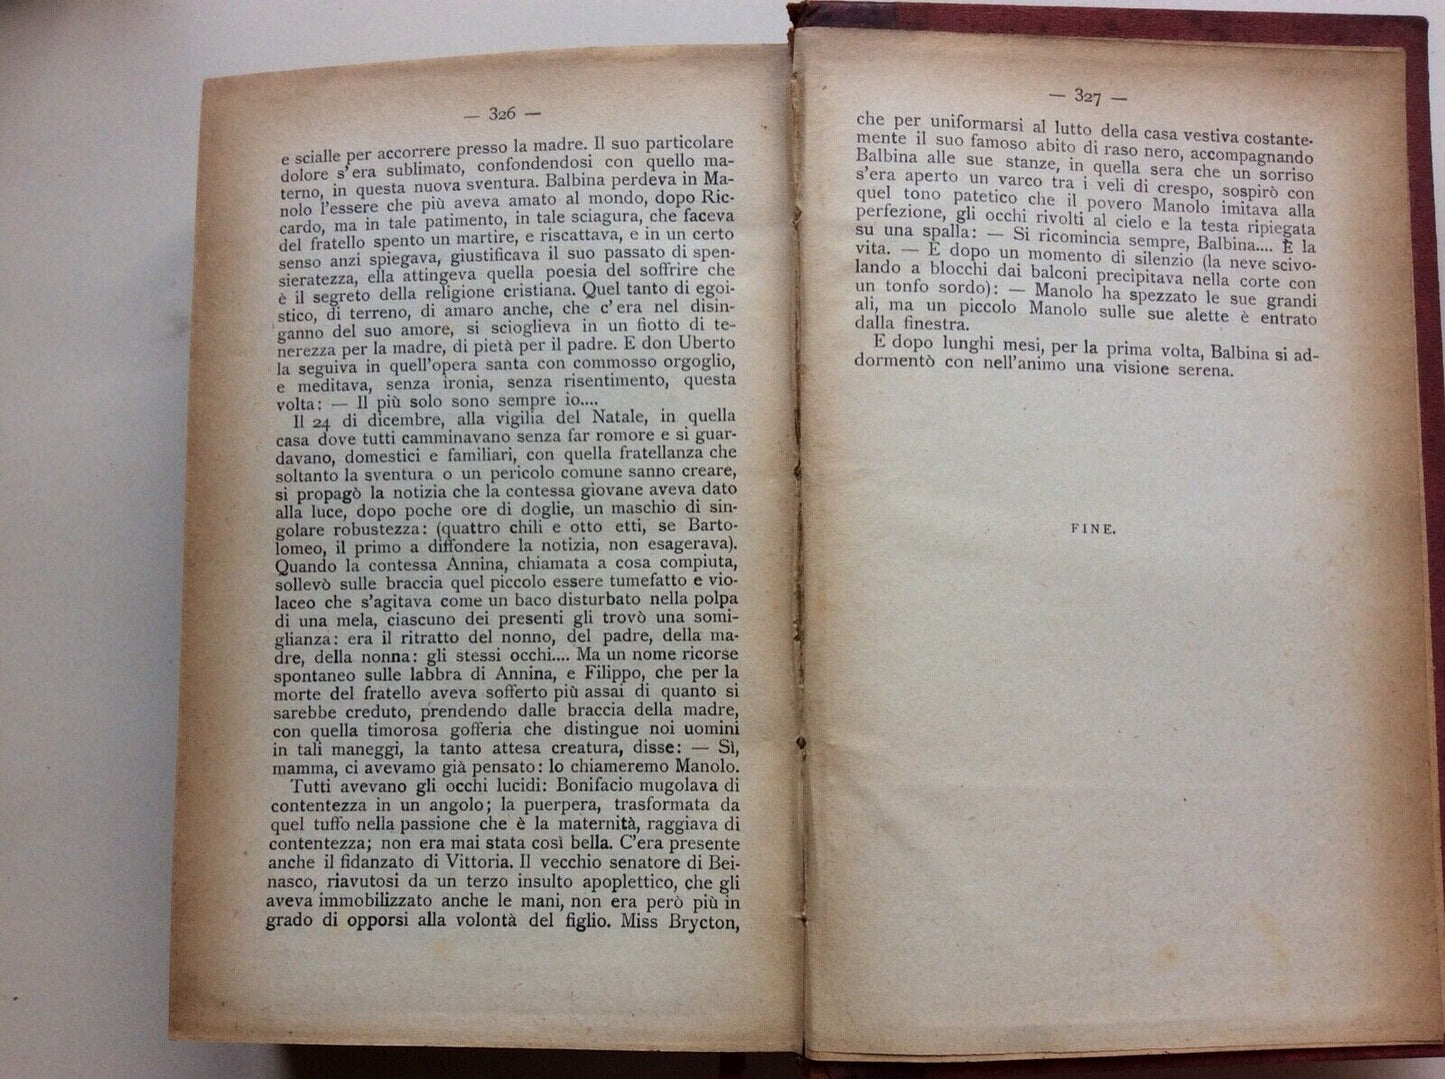 — 326 —
e scialle per accorrere presso la madre. Il suo particolare
dolore s'era sublimato, confondendosi con quello ma-
terno, in questa nuova sventura. Balbina perdeva in Ma-
nolo l'essere che più aveva amato al mondo, dopo Ric-
cardo, ma in tale patimento, in tale sciagura, che faceva
del fratello spento un martire, e riscattava, e in un certo
senso anzi spiegava, giustificava il suo passato di spen-
sieratezza, ella attingeva quella poesia del soffrire che
è il segreto della religione cristiana. Quel tanto di egoi-
stico, di terreno, di amaro anche, che c'era nel disin-
ganno del suo amore, si scioglieva in un fiotto di te-
nerezza per la madre, di pietà per il padre. E don Uberto
la seguiva in quell'opera santa con commosso orgoglio,
e meditava, senza ironia, senza risentimento, questa
volta: — Il più solo sono sempre io....
Il 24 di dicembre, alla vigilia del Natale, in quella
casa dove tutti camminavano senza far romore e si guar-
davano, domestici e familiari, con quella fratellanza che
soltanto la sventura o un pericolo comune sanno creare,
si propagò la notizia che la contessa giovane aveva dato
alla luce, dopo poche ore di doglie, un maschio di sin-
golare robustezza: (quattro chili e otto etti, se Barto-
lomeo, il primo a diffondere la notizia, non esagerava).
Quando la contessa Annina, chiamata a cosa compiuta,
sollevò sulle braccia quel piccolo essere tumefatto e vio-
laceo che s'agitava come un baco disturbato nella polpa
di una mela, ciascuno dei presenti gli trovò una somi-
glianza: era il ritratto del nonno, del padre, della ma-
dre, della nonna: gli stessi occhi.... Ma un nome ricorse
spontaneo sulle labbra di Annina, e Filippo, che per la
morte del fratello aveva sofferto più assai di quanto si
sarebbe creduto, prendendo dalle braccia della madre,
con quella timorosa gofferia che distingue noi uomini
in tali maneggi, la tanto attesa creatura, disse: — Sì,
mamma, ci avevamo già pensato: lo chiameremo Manolo.
Tutti avevano gli occhi lucidi: Bonifacio mugolava di
contentezza in un angolo; la puerpera, trasformata da
quel tuffo nella passione che è la maternità, raggiava di
contentezza; non era mai stata così bella. C'era presente
anche il fidanzato di Vittoria. Il vecchio senatore di Bei-
nasco, riavutosi da un terzo insulto apoplettico, che gli
aveva immobilizzato anche le mani, non era però più in
grado di opporsi alla volontà del figlio. Miss Brycton,
— 327 —
che per uniformarsi al lutto della casa vestiva costante-
mente il suo famoso abito di raso nero, accompagnando
Balbina alle sue stanze, in quella sera che un sorriso
s'era aperto un varco tra i veli di crespo, sospirò con
quel tono patetico che il povero Manolo imitava alla
perfezione, gli occhi rivolti al cielo e la testa ripiegata
su una spalla: — Si ricomincia sempre, Balbina.... È la
vita. — E dopo un momento di silenzio (la neve scivo-
lando a blocchi dai balconi precipitava nella corte con
un tonfo sordo): — Manolo ha spezzato le sue grandi
ali, ma un piccolo Manolo sulle sue alette è entrato
dalla finestra.
E dopo lunghi mesi, per la prima volta, Balbina si ad-
dormentò con nell'animo una visione serena.
FINE.